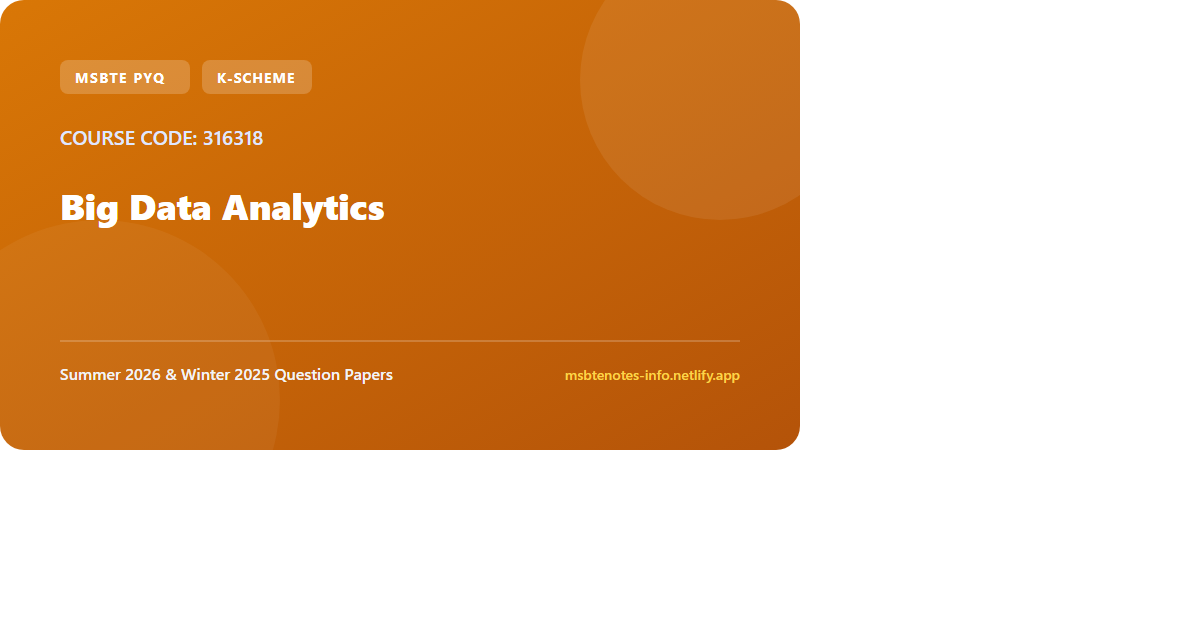 MSBTE PYQ K-SCHEME
COURSE CODE: 316318
Big Data Analytics
Summer 2026 & Winter 2025 Question Papers msbtenotes-info.netlify.app